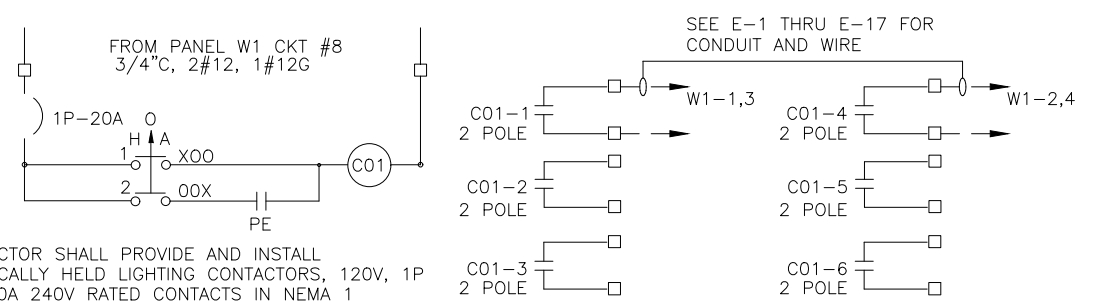 FROM PANEL W1 CKT #8
3/4"C, 2#12, 1#12G
1P-20A
O
H A
1 XOO
2 OOX
PE
C01
SHALL PROVIDE AND INSTALL
HELD LIGHTING CONTACTORS, 120V, 1P
240V RATED CONTACTS IN NEMA 1
SEE E-1 THRU E-17 FOR
CONDUIT AND WIRE
C01-1
2 POLE
W1-1,3
C01-2
2 POLE
C01-3
2 POLE
C01-4
2 POLE
W1-2,4
C01-5
2 POLE
C01-6
2 POLE